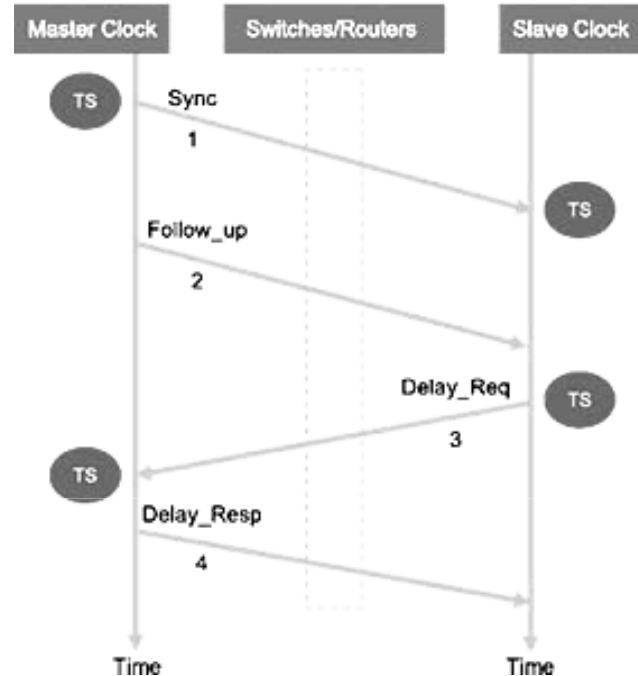 Master Clock
Switches/Routers
Slave Clock
TS
Sync
1
TS
Follow_up
2
Delay_Req
TS
3
TS
Delay_Resp
4
Time
Time